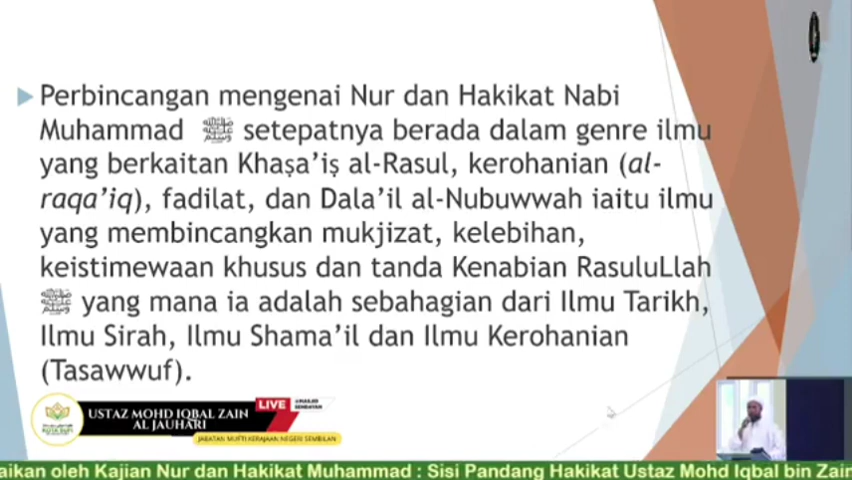 Perbincangan mengenai Nur dan Hakikat Nabi
Muhammad ﷺ setepatnya berada dalam genre ilmu
yang berkaitan Khaṣa’iṣ al-Rasul, kerohanian (al-
raqa’iq), fadilat, dan Dala’il al-Nubuwwah iaitu ilmu
yang membincangkan mukjizat, kelebihan,
keistimewaan khusus dan tanda Kenabian RasuluLlah
ﷺ yang mana ia adalah sebahagian dari Ilmu Tarikh,
Ilmu Sirah, Ilmu Shama’il dan Ilmu Kerohanian
(Tasawwuf).
USTAZ MOHD IQBAL ZAIN
AL JAUHARI
LIVE
JABATAN MUFTI KERAJAAN NEGERI SEMBILAN
aikan oleh Kajian Nur dan Hakikat Muhammad : Sisi Pandang Hakikat Ustaz Mohd Iqbal bin Zain